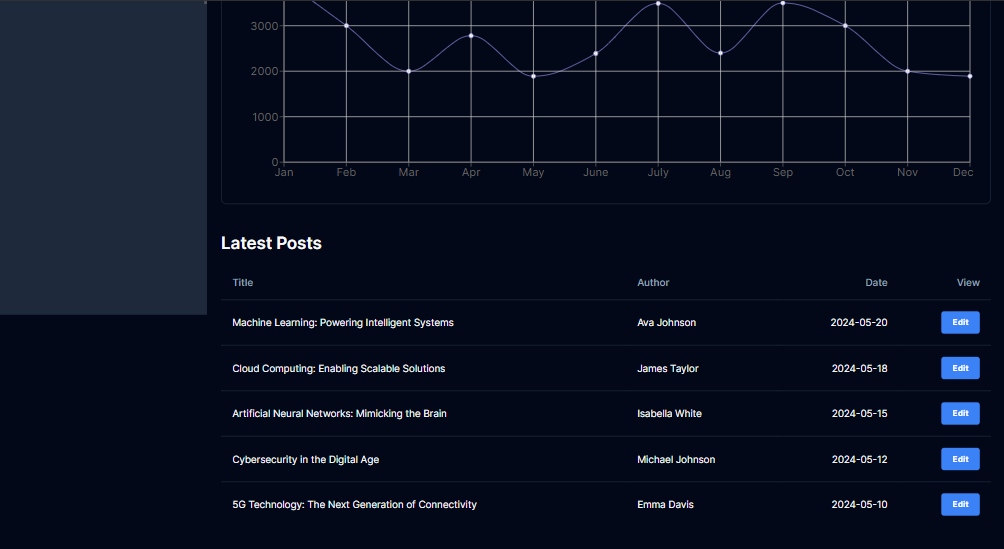 3000
2000
1000
0
Jan Feb Mar Apr May June July Aug Sep Oct Nov Dec
Latest Posts
Title Author Date View
Machine Learning: Powering Intelligent Systems Ava Johnson 2024-05-20 Edit
Cloud Computing: Enabling Scalable Solutions James Taylor 2024-05-18 Edit
Artificial Neural Networks: Mimicking the Brain Isabella White 2024-05-15 Edit
Cybersecurity in the Digital Age Michael Johnson 2024-05-12 Edit
5G Technology: The Next Generation of Connectivity Emma Davis 2024-05-10 Edit